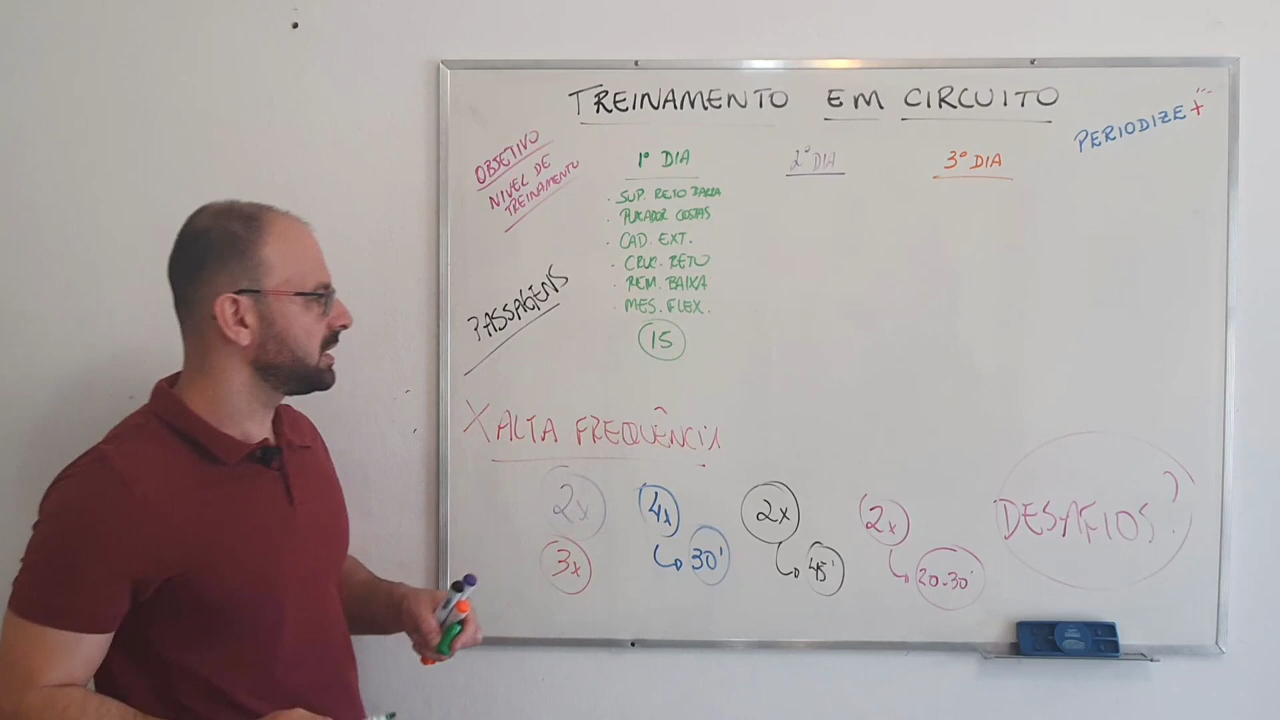 TREINAMENTO EM CIRCUITO
PERIODIZE+
OBJETIVO
NIVEL DE
TREINAMENTO
1º DIA
2º DIA
3º DIA
. SUP. RETO BARRA
. PUXADOR COSTAS
. CAD. EXT.
. CRUC. RETO
. REM. BAIXA
. MES. FLEX.
15
PASSAGENS
X ALTA FREQUÊNCIA
2x
4x
2x
2x
3x
30'
45'
20-30'
DESAFIOS?